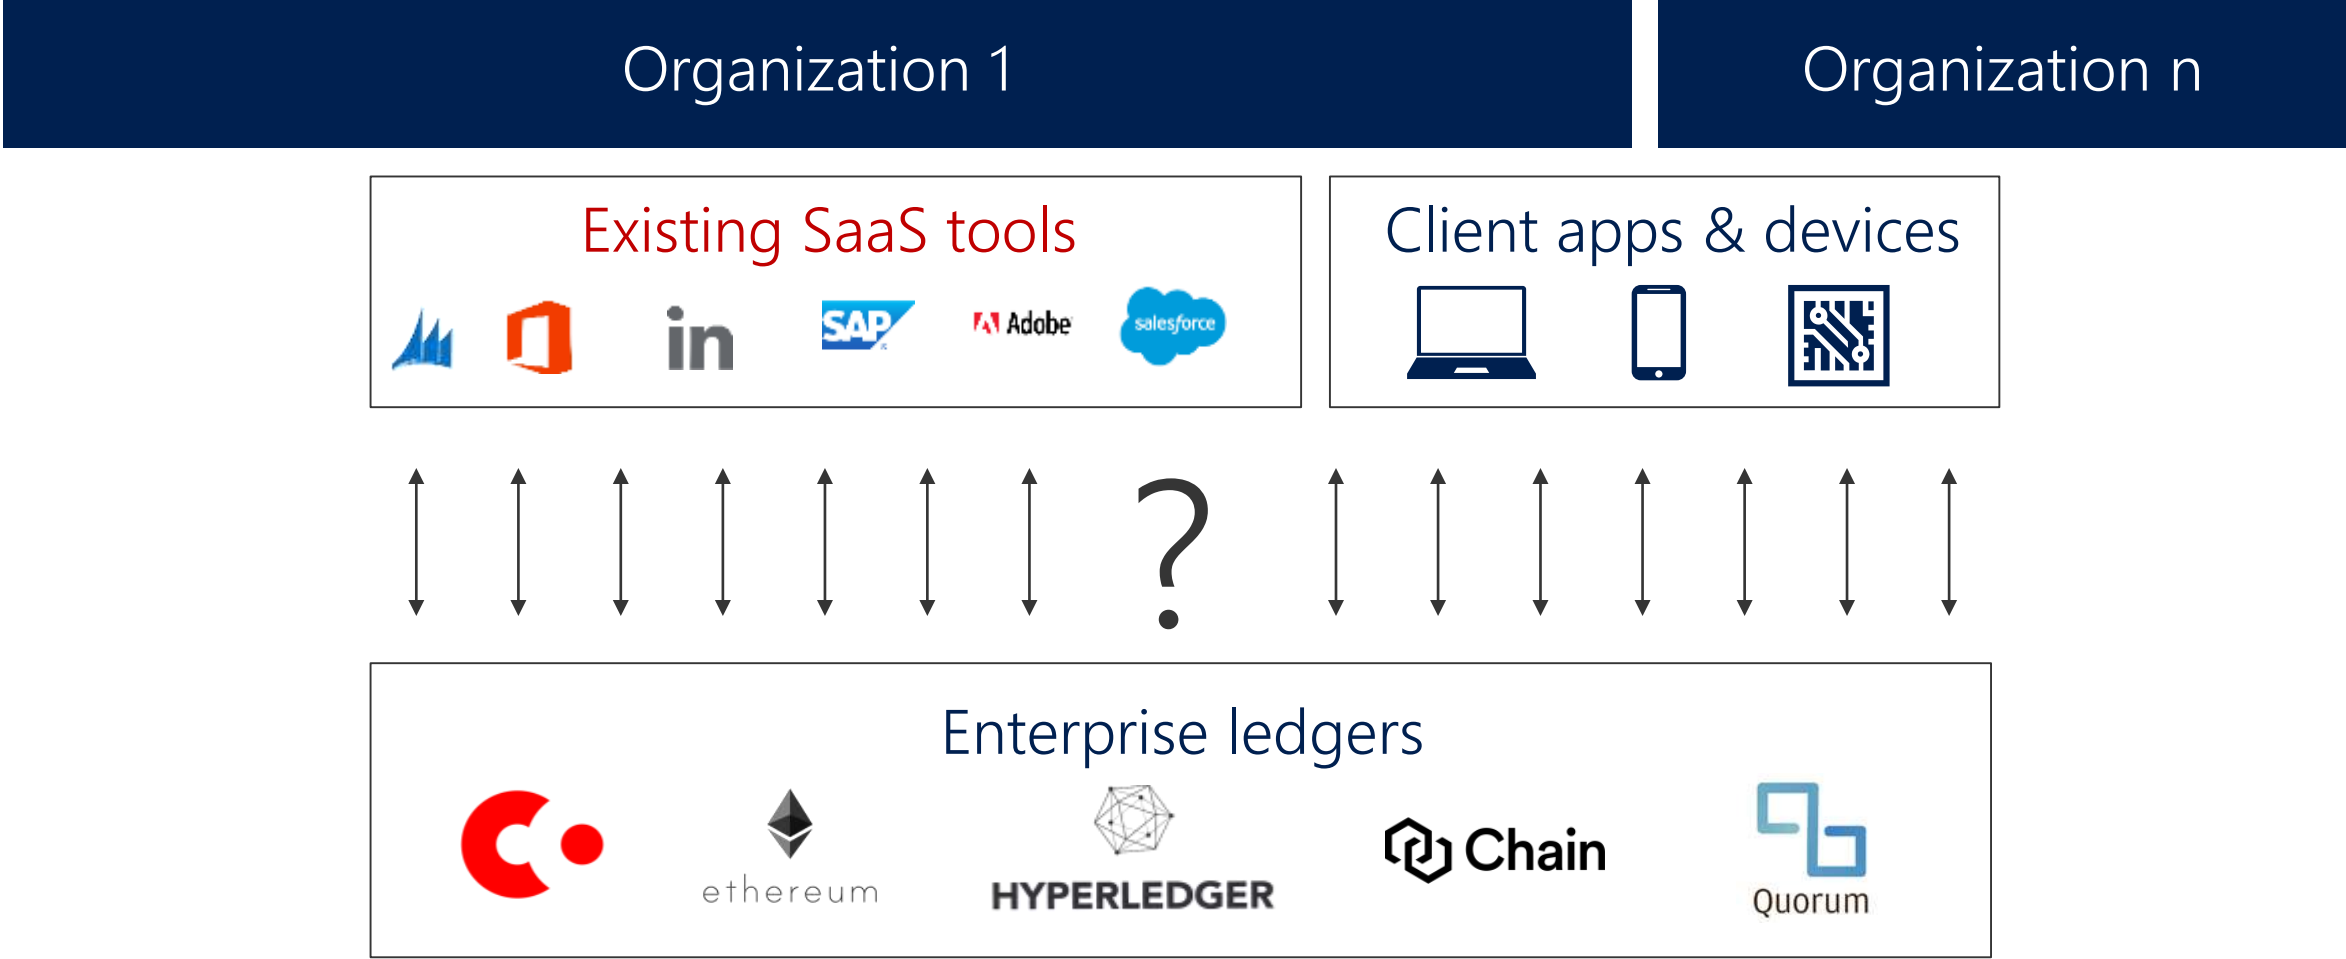 Organization 1
Organization n
Existing SaaS tools
Client apps & devices
in
SAP
Adobe
salesforce
?
Enterprise ledgers
ethereum
HYPERLEDGER
Chain
Quorum